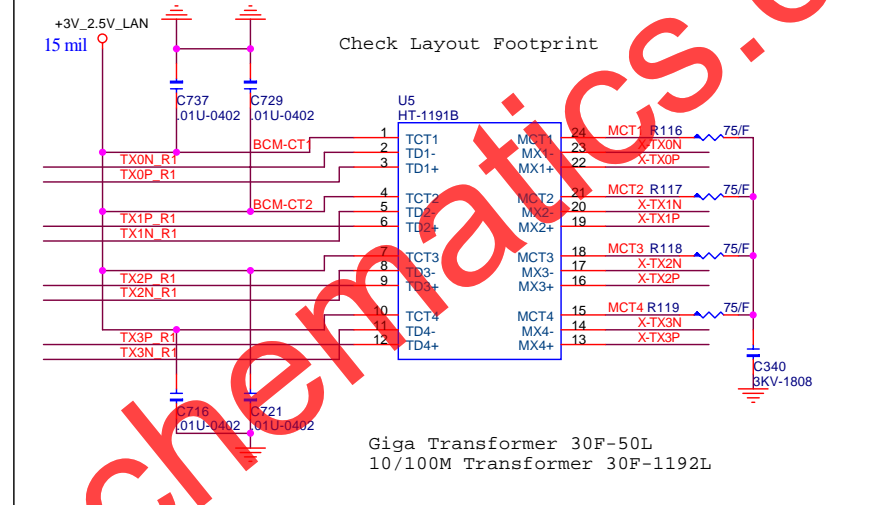 +3V_2.5V_LAN
15 mil
Check Layout Footprint
C737
.01U-0402
C729
.01U-0402
U5
HT-1191B
BCM-CT1
1 TCT1 MCT1 24 MCT1 R116 75/F
TX0N_R1 2 TD1- MX1- 23 X-TX0N
TX0P_R1 3 TD1+ MX1+ 22 X-TX0P
BCM-CT2
4 TCT2 MCT2 21 MCT2 R117 75/F
TX1P_R1 5 TD2- MX2- 20 X-TX1N
TX1N_R1 6 TD2+ MX2+ 19 X-TX1P
7 TCT3 MCT3 18 MCT3 R118 75/F
TX2P_R1 8 TD3- MX3- 17 X-TX2N
TX2N_R1 9 TD3+ MX3+ 16 X-TX2P
10 TCT4 MCT4 15 MCT4 R119 75/F
TX3P_R1 11 TD4- MX4- 14 X-TX3N
TX3N_R1 12 TD4+ MX4+ 13 X-TX3P
C340
3KV-1808
C716
.01U-0402
C721
.01U-0402
Giga Transformer 30F-50L
10/100M Transformer 30F-1192L
chematics.